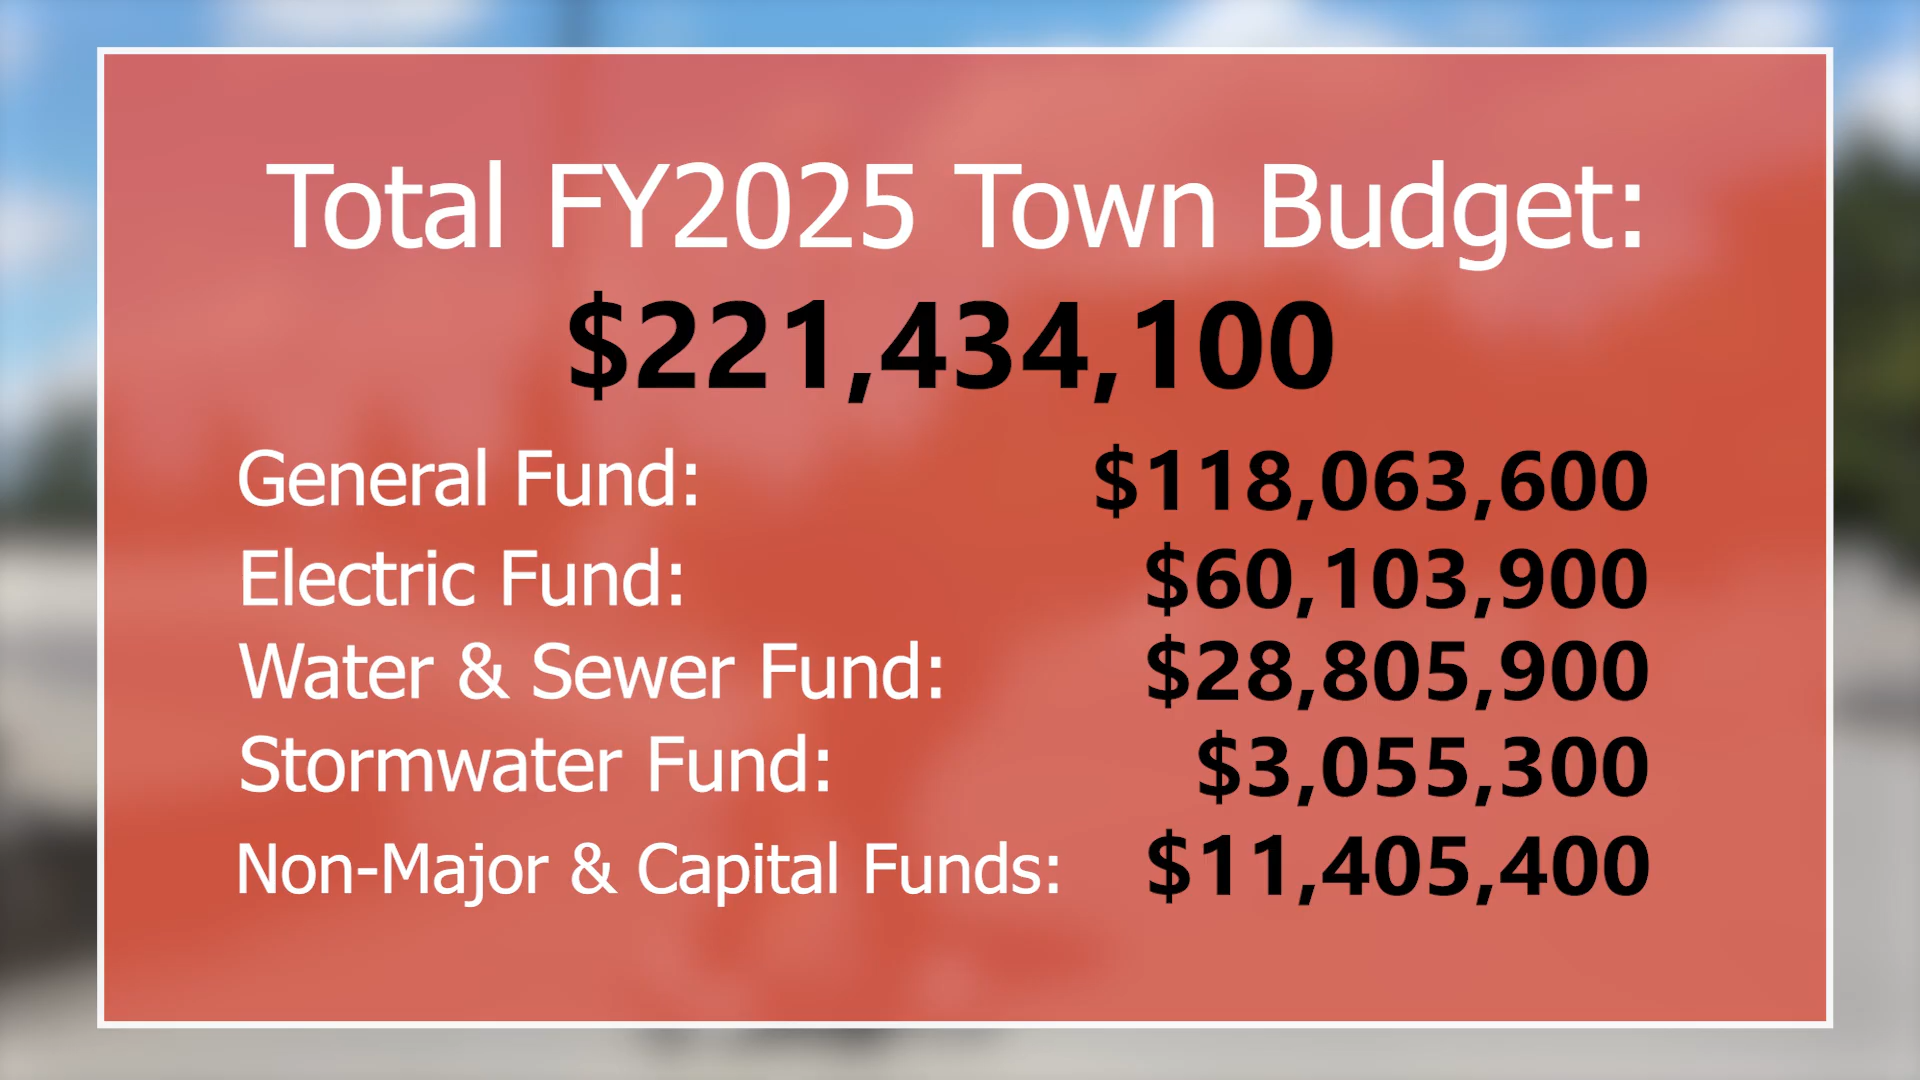 Total FY2025 Town Budget:
$221,434,100
General Fund: $118,063,600
Electric Fund: $60,103,900
Water & Sewer Fund: $28,805,900
Stormwater Fund: $3,055,300
Non-Major & Capital Funds: $11,405,400